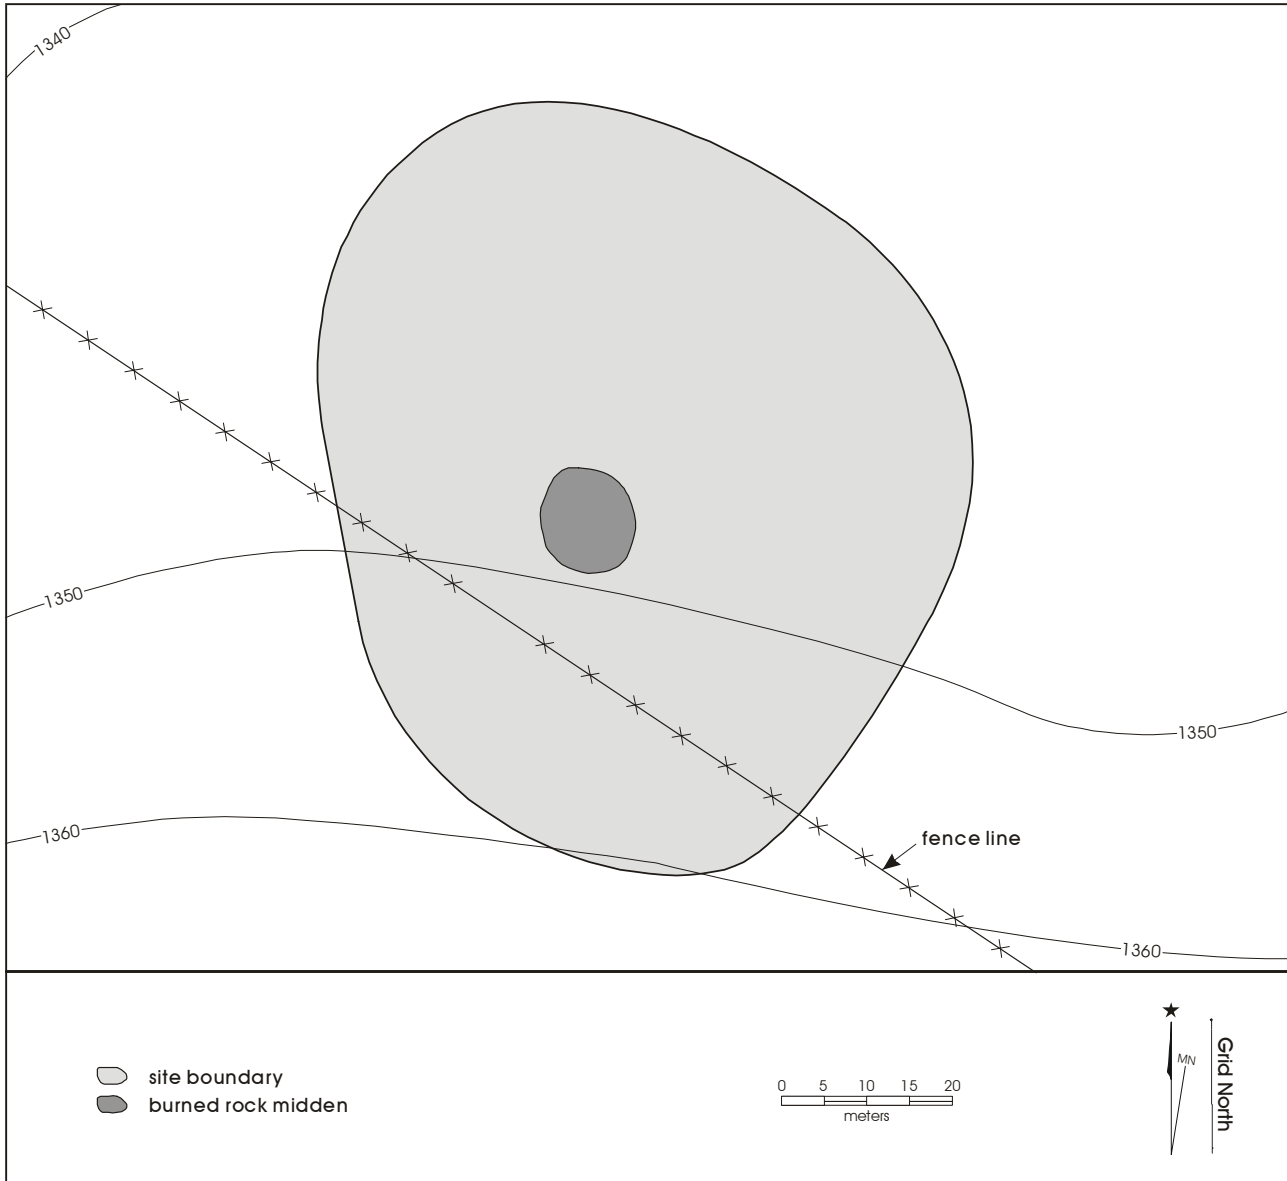 1340
1350
1350
1360
fence line
1360
site boundary
burned rock midden
0 5 10 15 20
meters
MN
Grid North